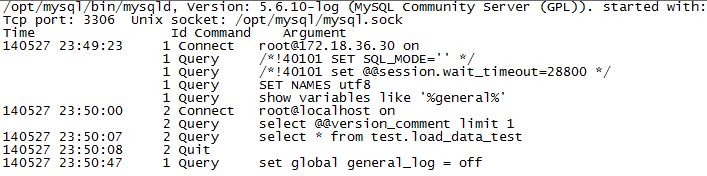 /opt/mysql/bin/mysqld, Version: 5.6.10-log (MySQL Community Server (GPL)). started with:
Tcp port: 3306  Unix socket: /opt/mysql/mysql.sock
Time                 Id Command    Argument
140527 23:49:23     1 Connect   root@172.18.36.30 on
                    1 Query     /*!40101 SET SQL_MODE='' */
                    1 Query     /*!40101 set @@session.wait_timeout=28800 */
                    1 Query     SET NAMES utf8
                    1 Query     show variables like '%general%'
140527 23:50:00     2 Connect   root@localhost on
                    2 Query     select @@version_comment limit 1
140527 23:50:07     2 Query     select * from test.load_data_test
140527 23:50:08     2 Quit
140527 23:50:47     1 Query     set global general_log = off